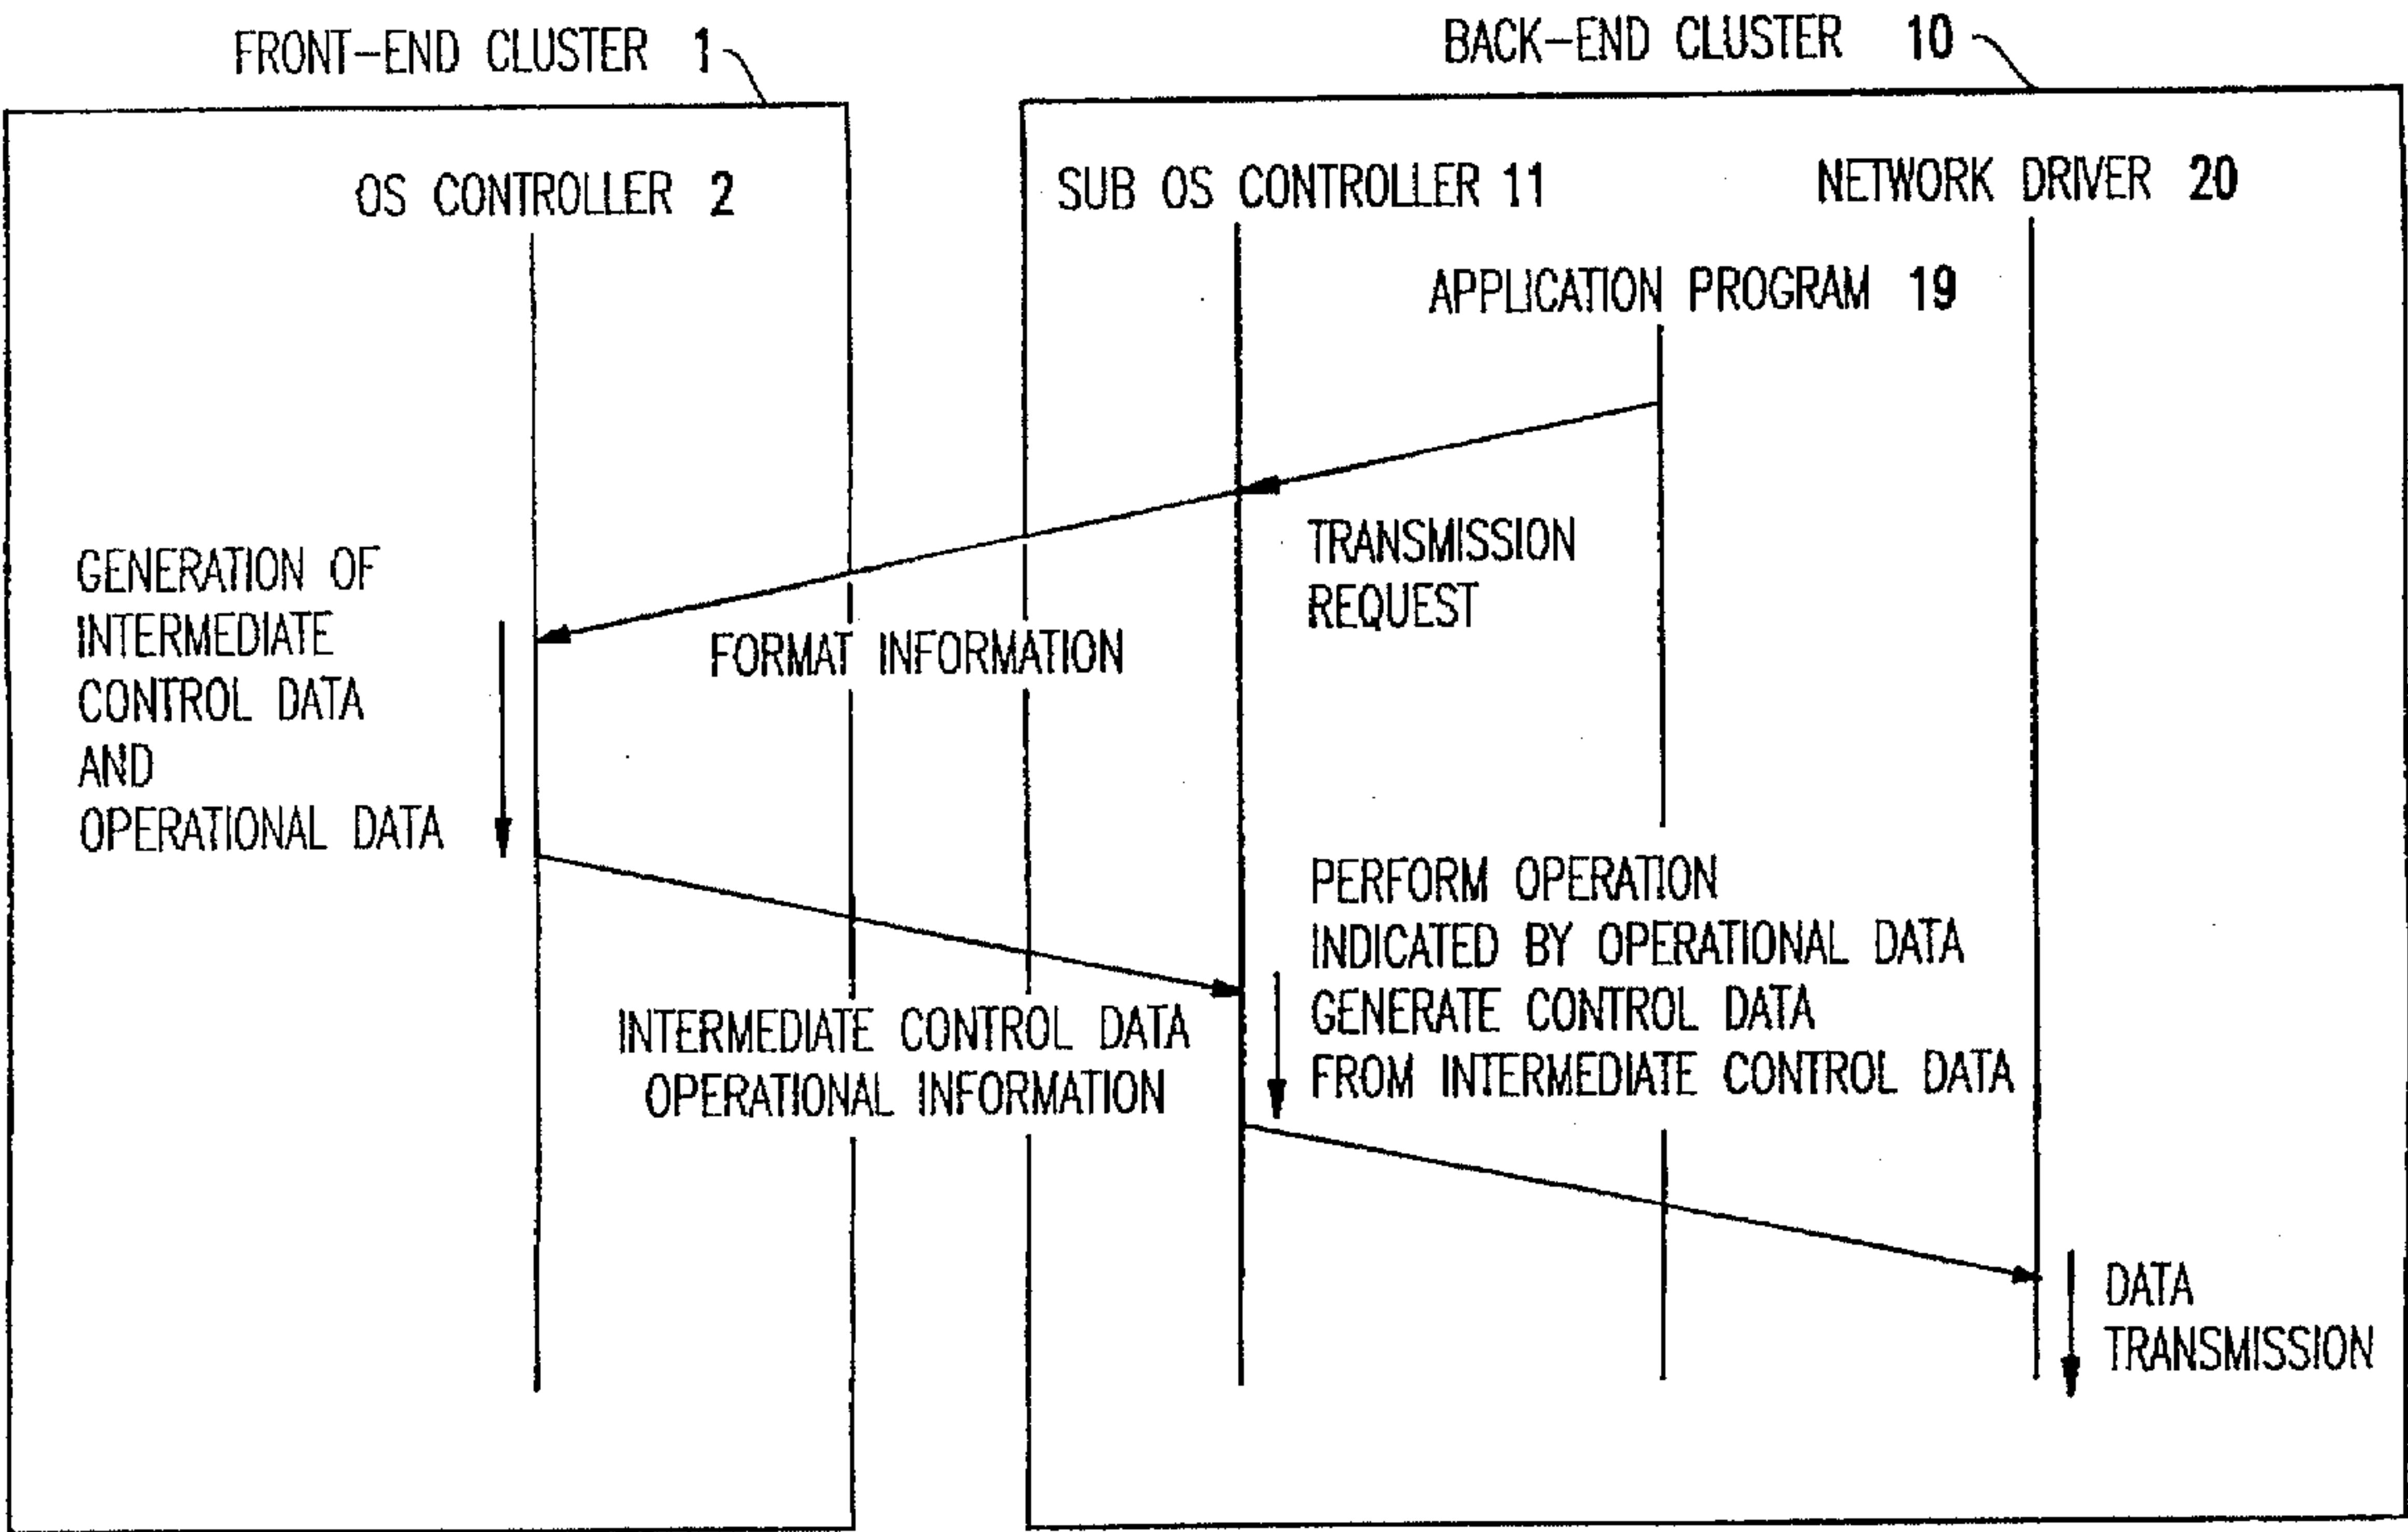 FRONT-END CLUSTER 1
BACK-END CLUSTER 10
OS CONTROLLER 2
SUB OS CONTROLLER 11
NETWORK DRIVER 20
APPLICATION PROGRAM 19
TRANSMISSION
REQUEST
FORMAT INFORMATION
GENERATION OF
INTERMEDIATE
CONTROL DATA
AND
OPERATIONAL DATA
INTERMEDIATE CONTROL DATA
OPERATIONAL INFORMATION
PERFORM OPERATION
INDICATED BY OPERATIONAL DATA
GENERATE CONTROL DATA
FROM INTERMEDIATE CONTROL DATA
DATA
TRANSMISSION